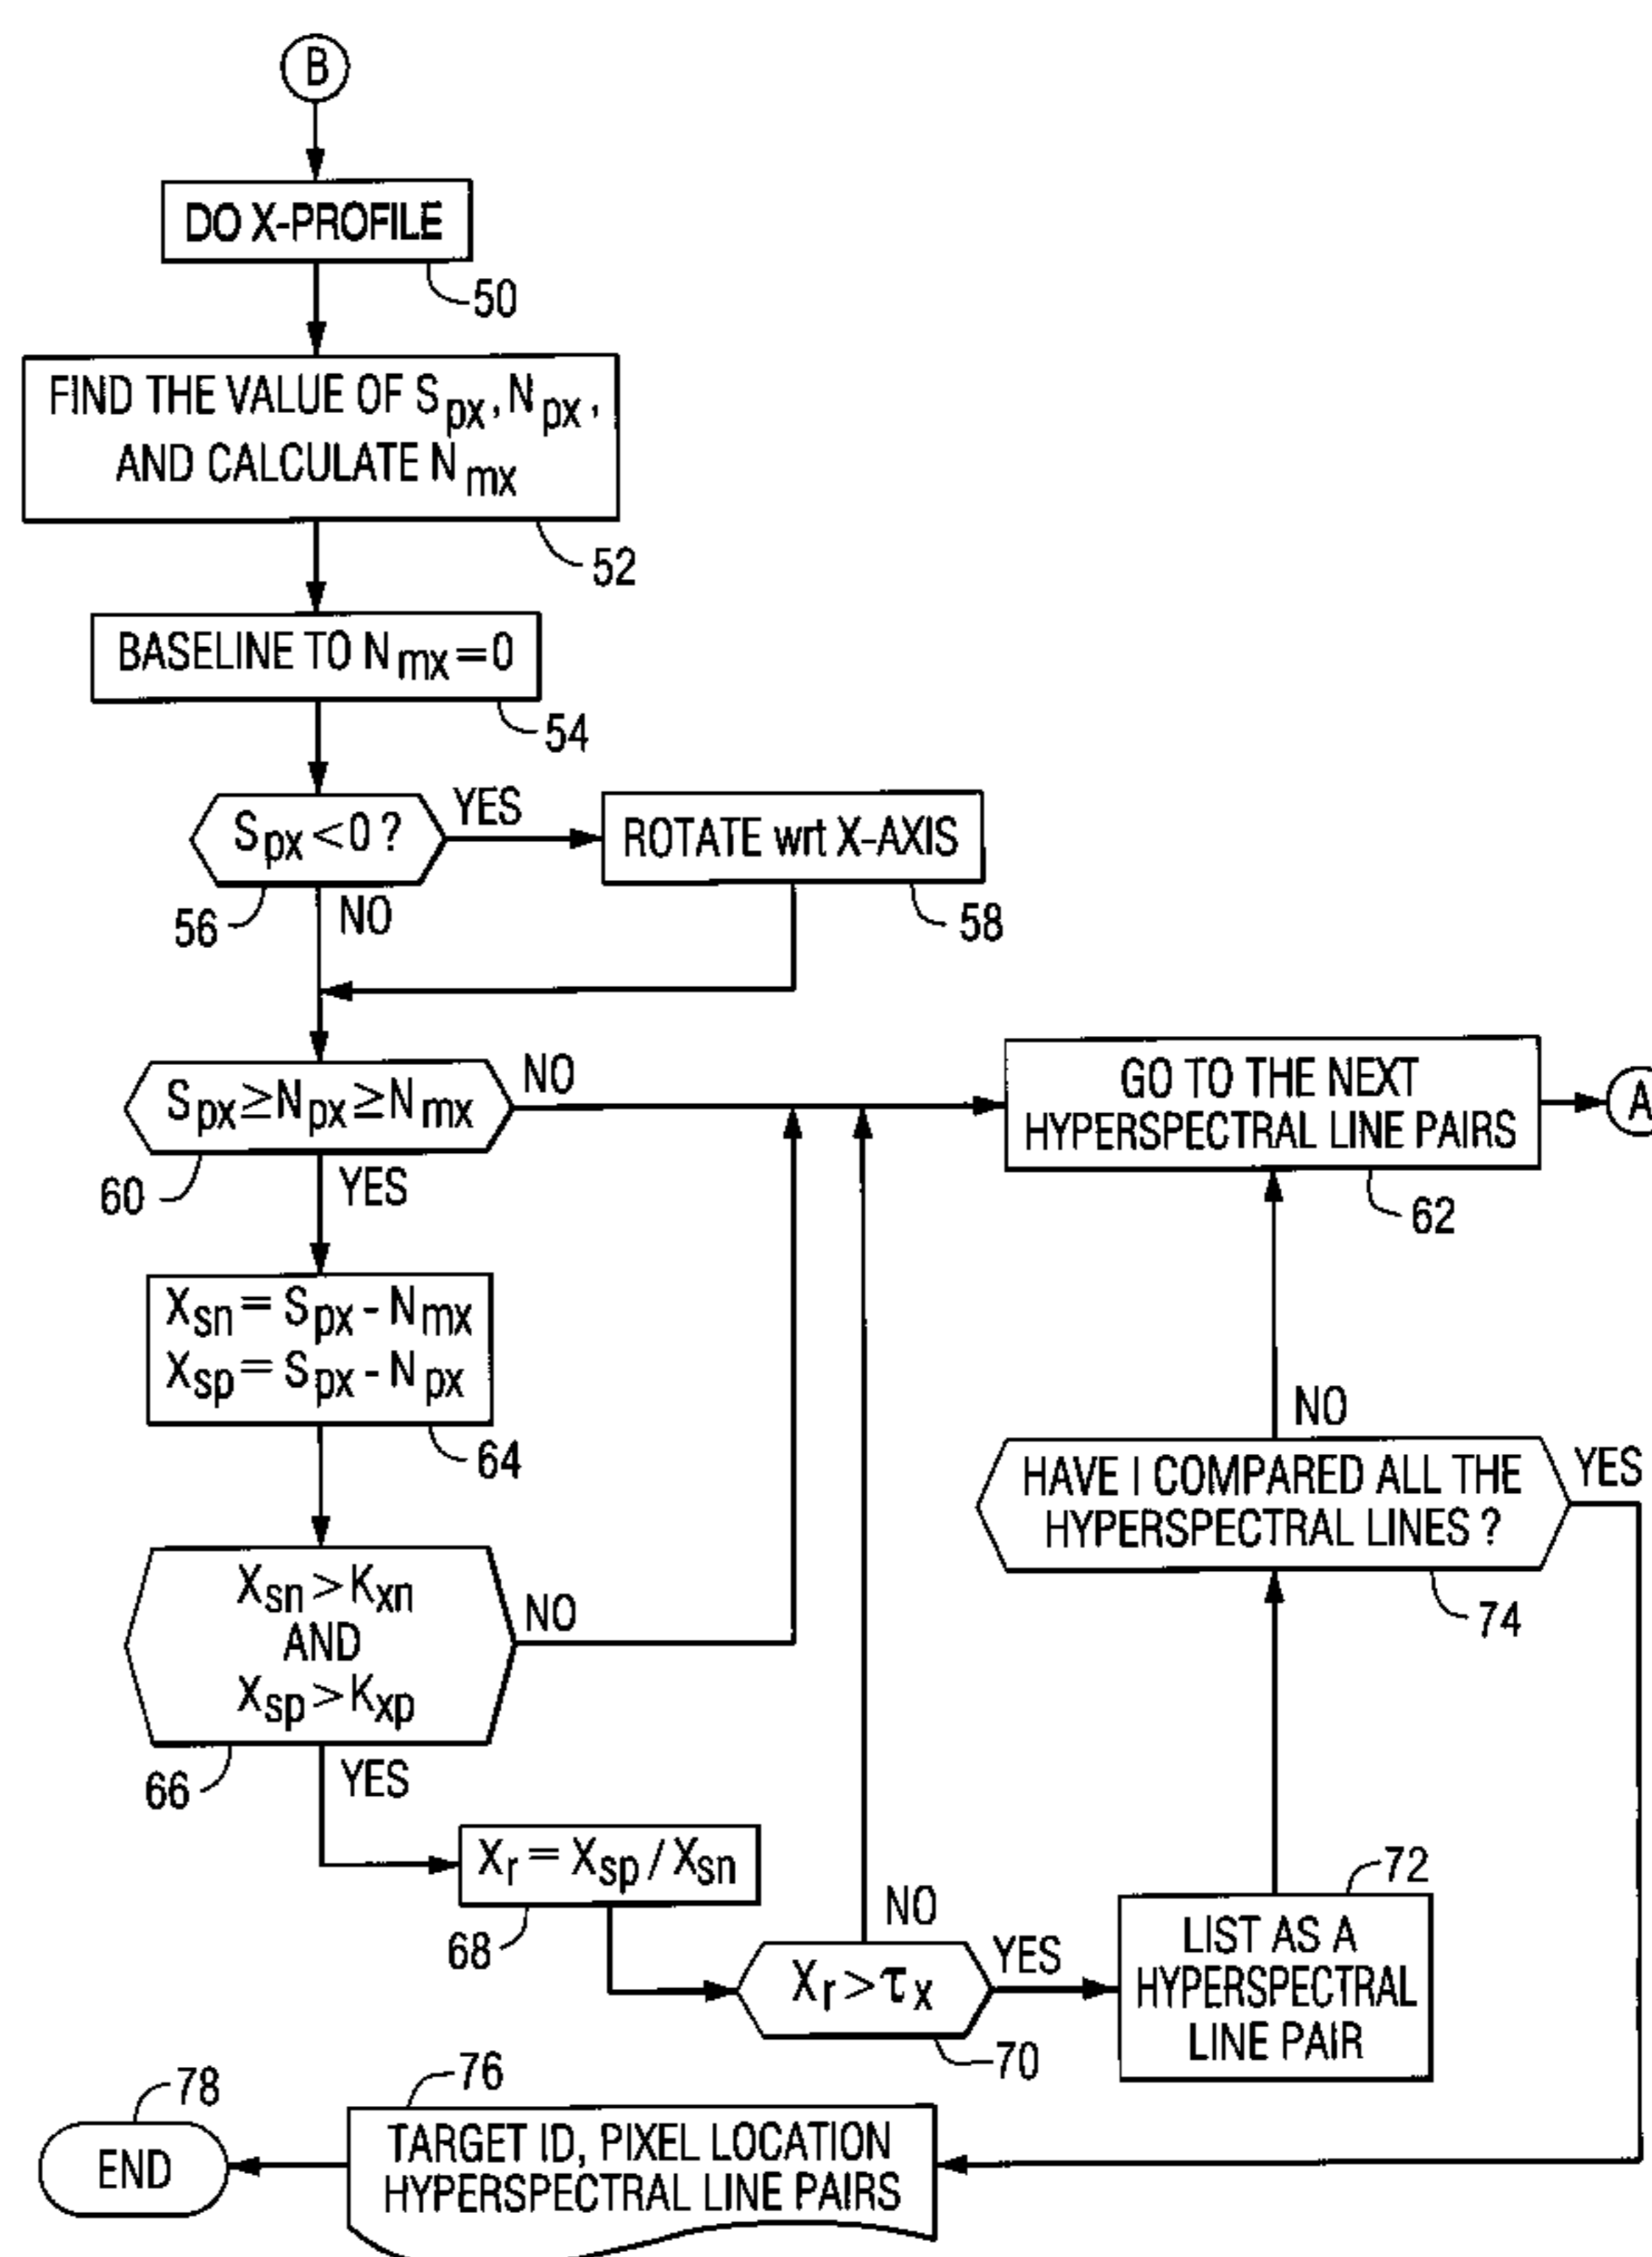 B
DO X-PROFILE
50
FIND THE VALUE OF Spx, Npx,
AND CALCULATE Nmx
52
BASELINE TO Nmx=0
54
Spx<0?
YES
ROTATE wrt X-AXIS
56
NO
58
Spx≥Npx≥Nmx
NO
GO TO THE NEXT
HYPERSPECTRAL LINE PAIRS
A
60
YES
62
Xsn=Spx-Nmx
Xsp=Spx-Npx
64
NO
HAVE I COMPARED ALL THE
HYPERSPECTRAL LINES?
YES
74
Xsn>Kxn
AND
Xsp>Kxp
NO
66
YES
Xr=Xsp/Xsn
68
NO
Xr>τx
YES
70
72
LIST AS A
HYPERSPECTRAL
LINE PAIR
76
TARGET ID, PIXEL LOCATION
HYPERSPECTRAL LINE PAIRS
78
END